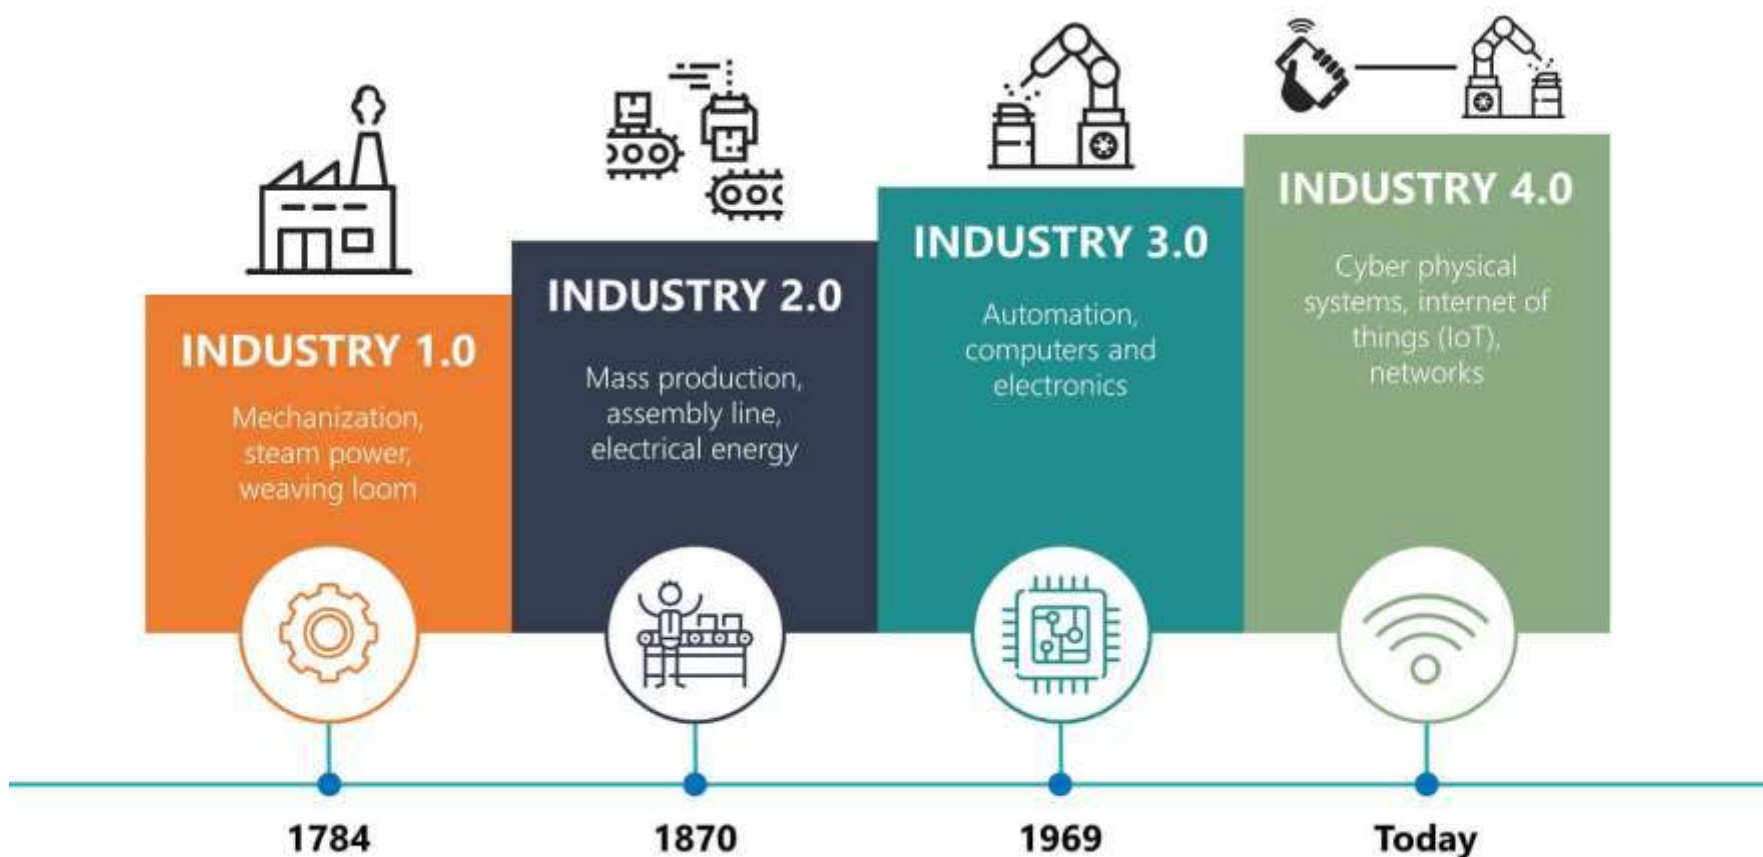 INDUSTRY 1.0
Mechanization,
steam power,
weaving loom
1784
INDUSTRY 2.0
Mass production,
assembly line,
electrical energy
1870
INDUSTRY 3.0
Automation,
computers and
electronics
1969
INDUSTRY 4.0
Cyber physical
systems, internet of
things (IoT),
networks
Today